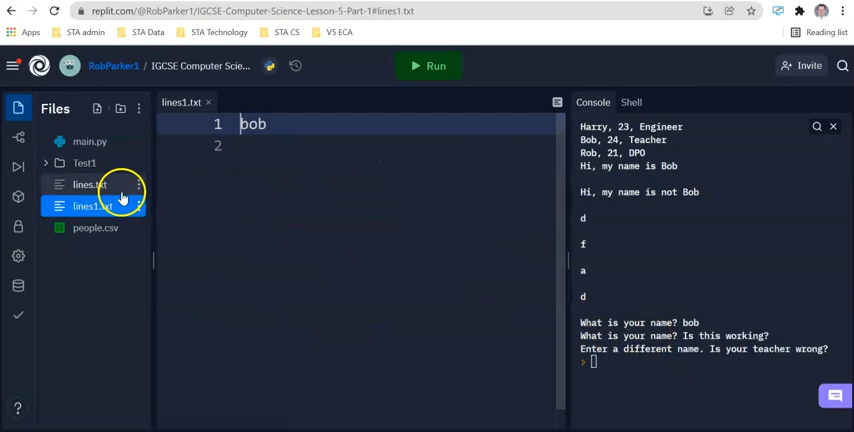 replit.com/@RobParker1/IGCSE-Computer-Science-Lesson-5-Part-1#lines1.txt
Apps STA admin STA Data STA Technology STA CS V5 ECA Reading list
RobParker1 / IGCSE Computer Scie... Run Invite
Files
main.py
Test1
lines.txt
lines1.txt
people.csv
?
lines1.txt ×
1 bob
2
Console Shell
Harry, 23, Engineer
Bob, 24, Teacher
Rob, 21, DPO
Hi, my name is Bob
Hi, my name is not Bob
d
f
a
d
What is your name? bob
What is your name? Is this working?
Enter a different name. Is your teacher wrong?
>